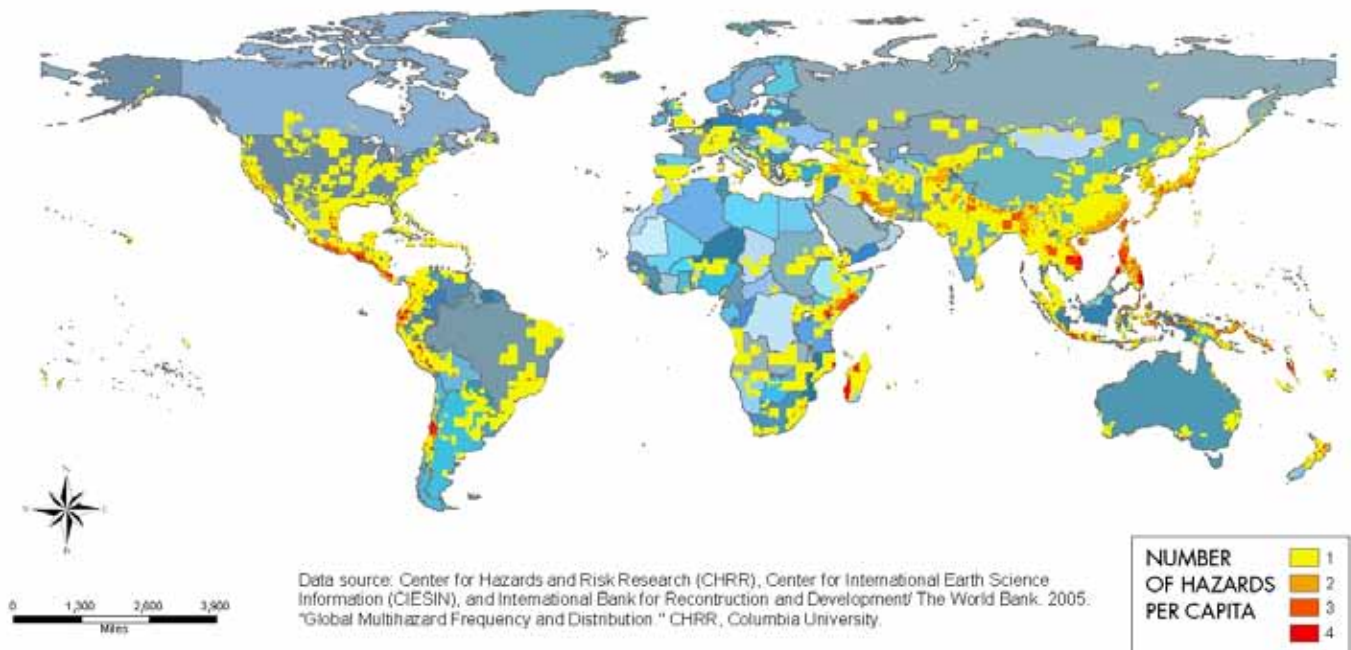 0 1,300 2,600 3,900
Miles
Data source: Center for Hazards and Risk Research (CHRR), Center for International Earth Science
Information (CIESIN), and International Bank for Recontruction and Development/ The World Bank. 2005.
"Global Multihazard Frequency and Distribution." CHRR, Columbia University.
NUMBER
OF HAZARDS
PER CAPITA
1
2
3
4